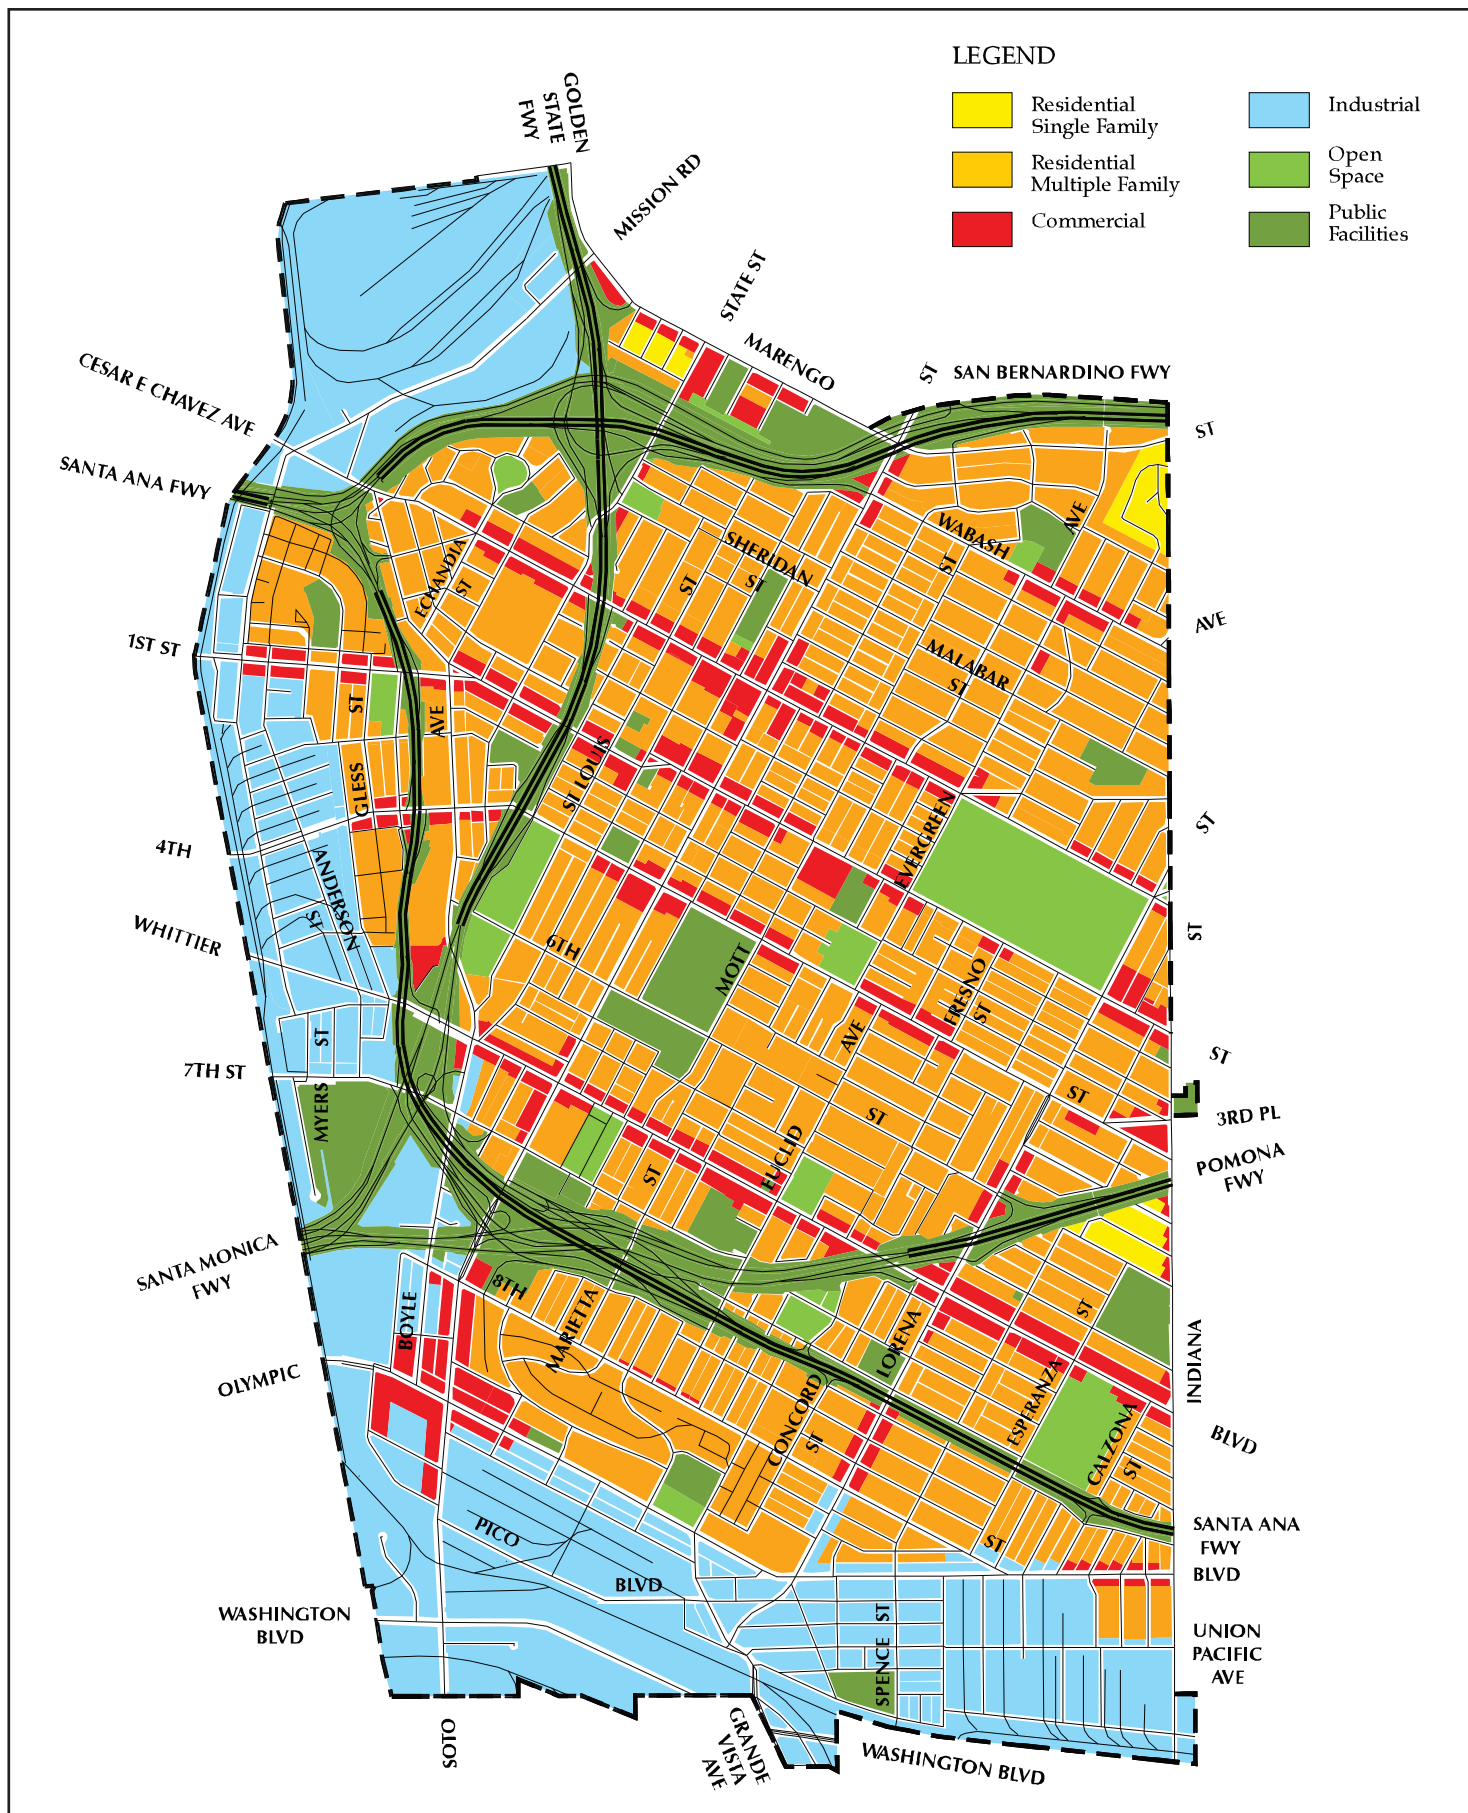 LEGEND
Residential
Single Family
Residential
Multiple Family
Commercial
Industrial
Open
Space
Public
Facilities
GOLDEN
STATE
FWY
MISSION RD
STATE ST
MARENGO
ST
SAN BERNARDINO FWY
CESAR E CHAVEZ AVE
ST
SANTA ANA FWY
AVE
WABASH
SHERIDAN
ST
ECHANDIA
ST
ST
ST
AVE
1ST ST
MALABAR
ST
ST
AVE
ST LOUIS
GLESS
EVERGREEN
ST
4TH
ANDERSON
ST
WHITTIER
6TH
MOTT
ST
FRESNO
ST
AVE
ST
7TH ST
MYERS
ST
ST
ST
3RD PL
EUCLID
ST
POMONA
FWY
SANTA MONICA
FWY
8TH
MARIETTA
BOYLE
ST
LORENA
INDIANA
OLYMPIC
ESPERANZA
CONCORD
ST
CALZONA
ST
BLVD
PICO
BLVD
ST
SANTA ANA
FWY
BLVD
WASHINGTON
BLVD
SPENCE ST
UNION
PACIFIC
AVE
SOTO
GRANDE
VISTA
AVE
WASHINGTON BLVD